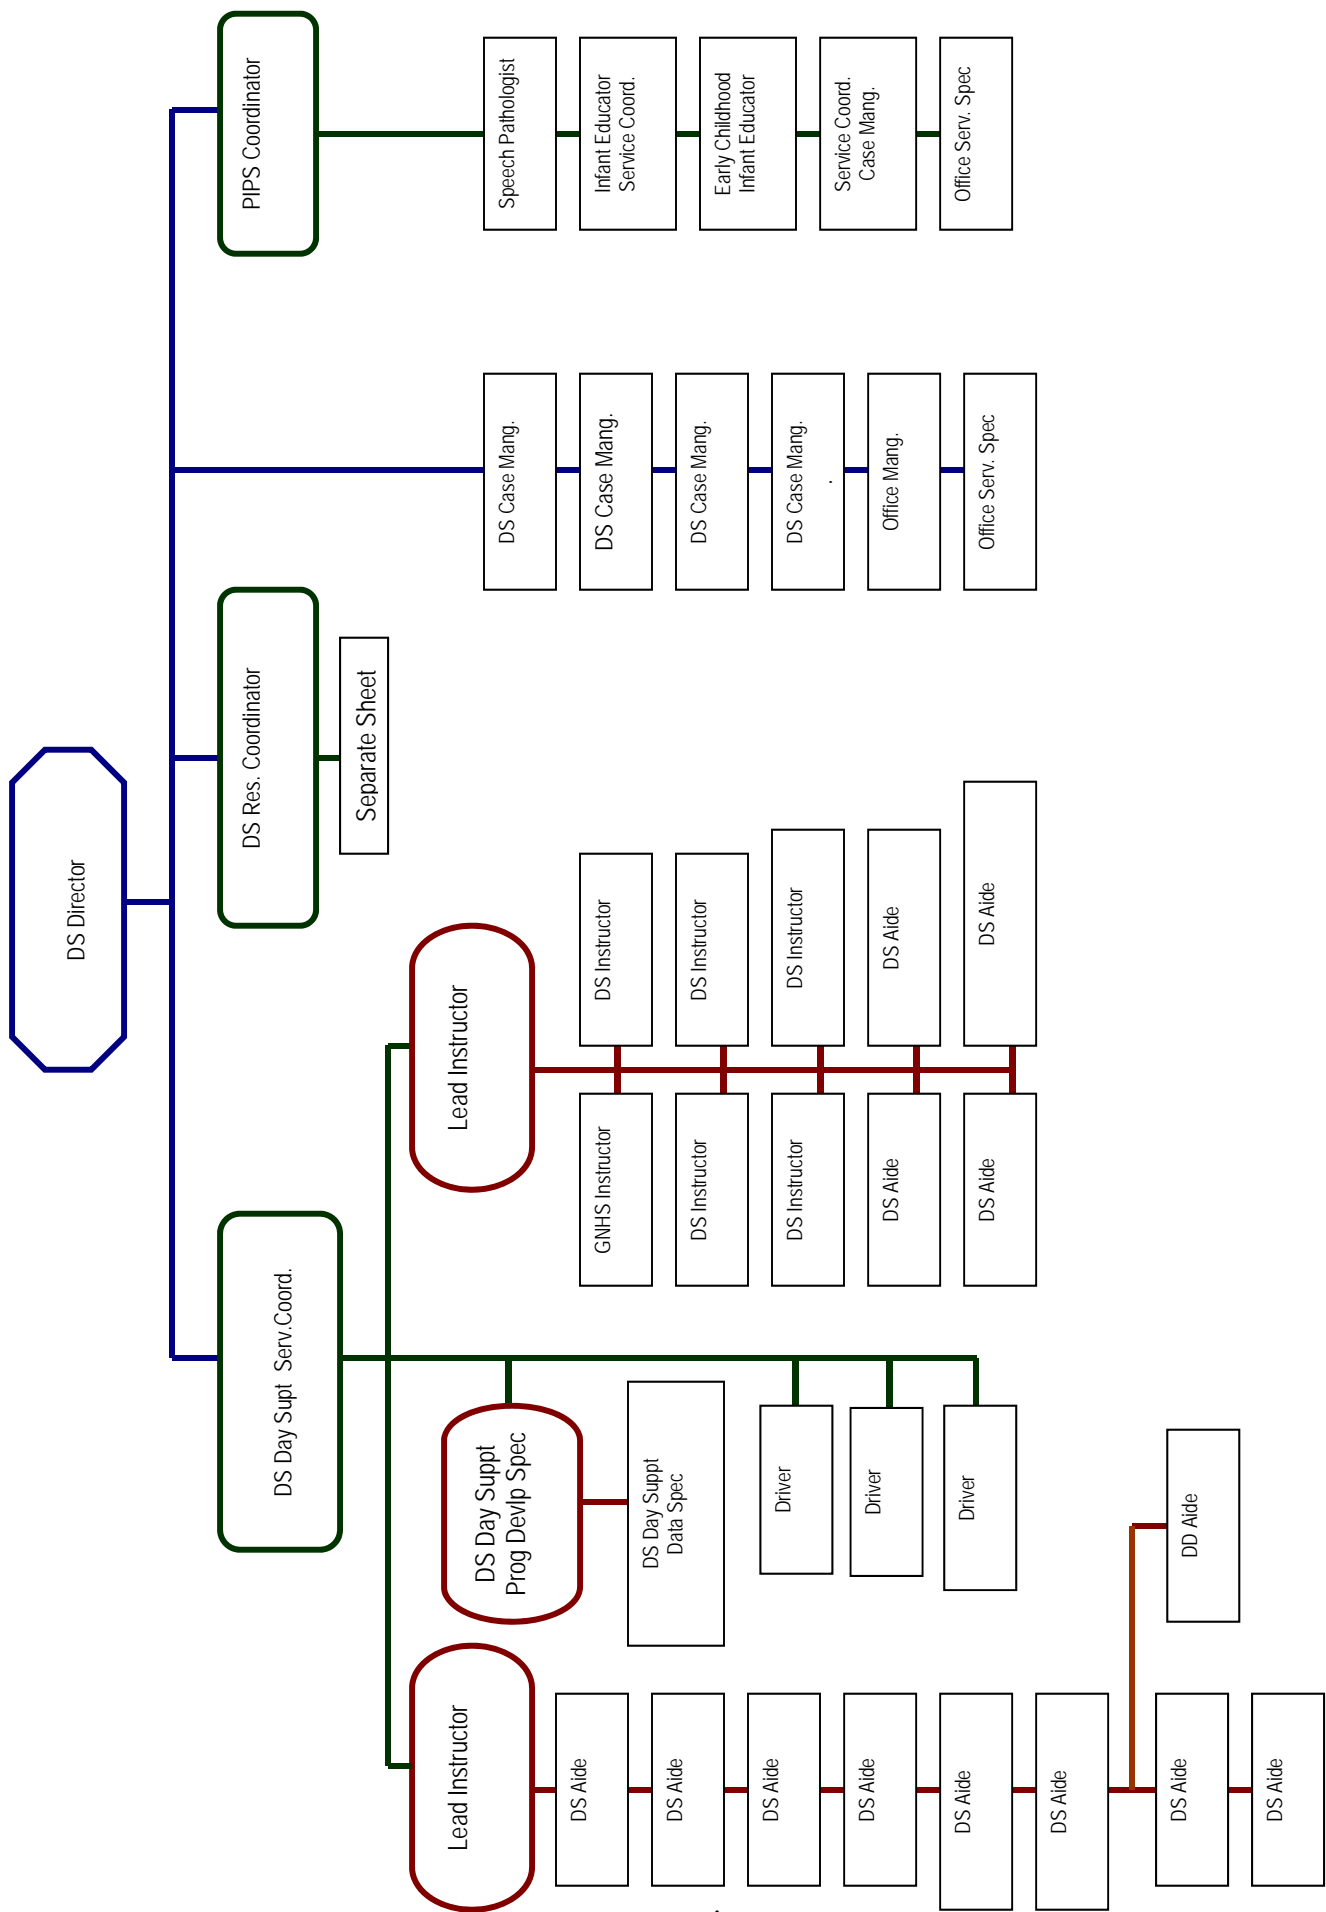 DS Director
DS Day Supt  Serv.Coord.
DS Res. Coordinator
PIPS Coordinator
Separate Sheet
Lead Instructor
DS Aide
DS Aide
DS Aide
DS Aide
DS Aide
DS Aide
DS Aide
DS Aide
DD Aide
DS Day Suppt
Prog Devlp Spec
DS Day Suppt
Data Spec
Driver
Driver
Driver
Lead Instructor
GNHS Instructor
DS Instructor
DS Instructor
DS Instructor
DS Instructor
DS Instructor
DS Aide
DS Aide
DS Aide
DS Aide
DS Case Mang.
DS Case Mang.
DS Case Mang.
DS Case Mang.
.
Office Mang.
Office Serv. Spec
Speech Pathologist
Infant Educator
Service Coord.
Early Childhood
Infant Educator
Service Coord.
Case Mang.
Office Serv. Spec